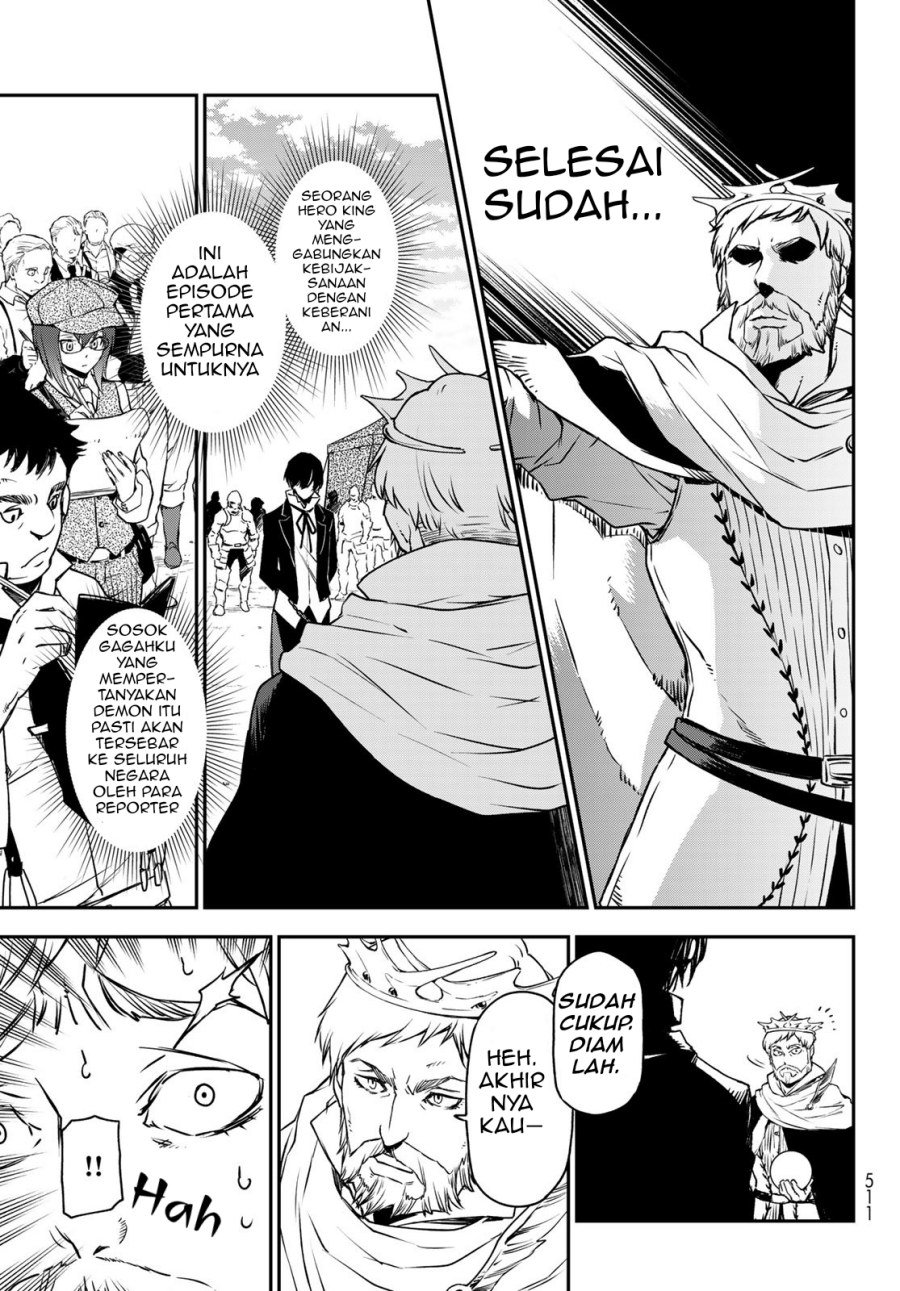 SELESAI
SUDAH...
SEORANG
HERO KING
YANG
MENG-
GABUNGKAN
KEBIJAK-
SANAAN
DENGAN
KEBERANI
AN...
INI
ADALAH
EPISODE
PERTAMA
YANG
SEMPURNA
UNTUKNYA
SOSOK
GAGAHKU
YANG
MEMPER-
TANYAKAN
DEMON ITU
PASTI AKAN
TERSEBAR
KE SELURUH
NEGARA
OLEH PARA
REPORTER
SUDAH
CUKUP.
DIAM
LAH.
HEH.
AKHIR
NYA
KAU—
!!
Hah
511